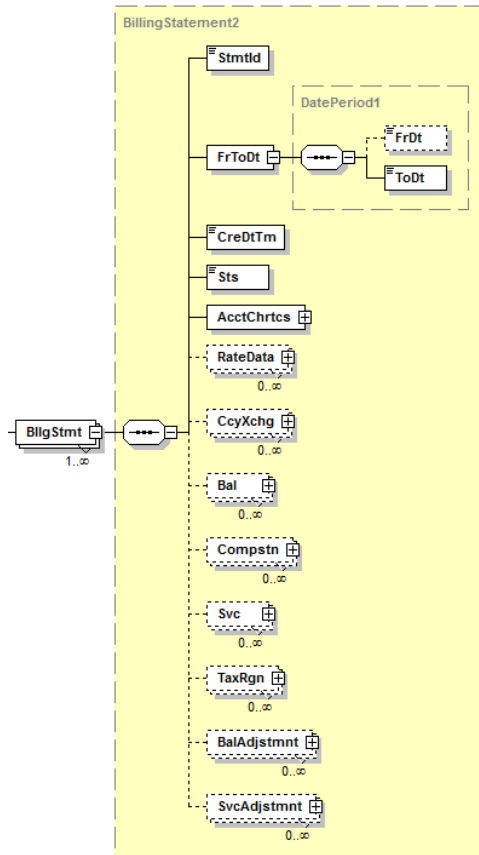 BillingStatement2
StmtId
DatePeriod1
FrDt
FrToDt
ToDt
CreDtTm
Sts
AcctChrtcs
RateData
0..∞
CcyXchg
0..∞
BllgStmt
1..∞
Bal
0..∞
Compstn
0..∞
Svc
0..∞
TaxRgn
0..∞
BalAdjstmnt
0..∞
SvcAdjstmnt
0..∞